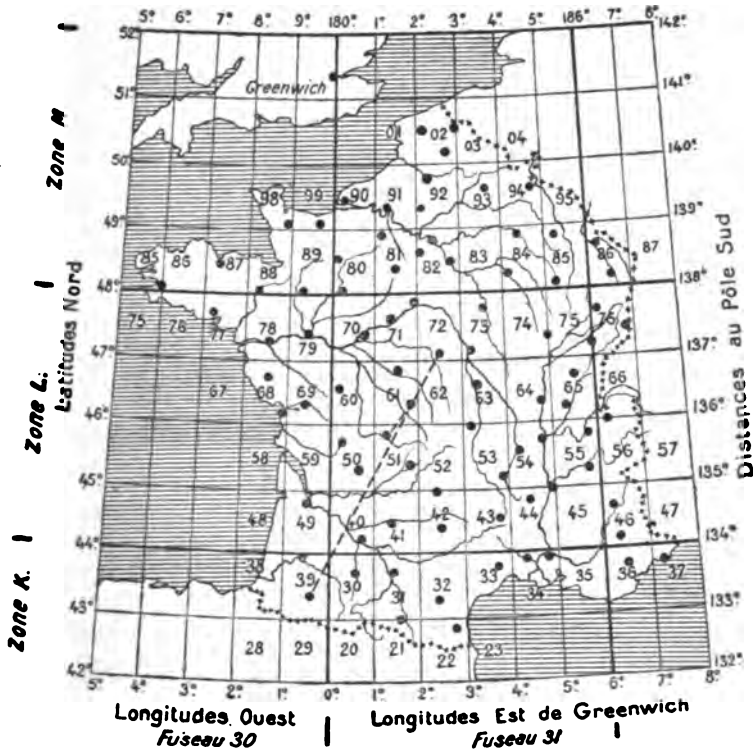 5° 6° 7° 8° 9° 180° 1° 2° 3° 4° 5° 186° 7° 8°
52° 142°
Greenwich
51° 141°
01 02 03 04
50° 140°
Zone M
98 99 90 91 92 93 94 95
49° 139°
85 86 87 88 89 80 81 82 83 84 85 86 87
48° 138°
75 76 77 78 79 70 71 72 73 74 75 76
47° 137°
Zone L.
Latitudes Nord
Distances au Pôle Sud
67 68 69 60 61 62 63 64 65 66
46° 136°
58 59 50 51 52 53 54 55 56 57
45° 135°
48 49 40 41 42 43 44 45 46 47
44° 134°
Zone K.
38 39 30 31 32 33 34 35 36 37
43° 133°
28 29 20 21 22 23
42° 132°
5° 4° 3° 2° 1° 0° 1° 2° 3° 4° 5° 6° 7° 8°
Longitudes Ouest Longitudes Est de Greenwich
Fuseau 30 Fuseau 31